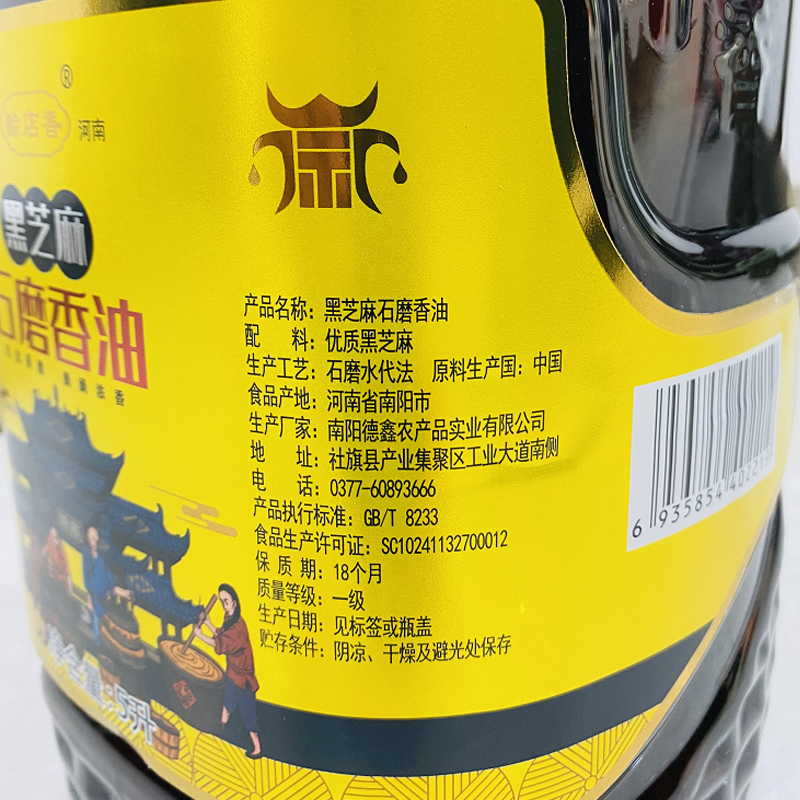 ®
赊店香
河南
黑芝麻
石磨香油
净含量:5升
产品名称：黑芝麻石磨香油
配 料：优质黑芝麻
生产工艺：石磨水代法 原料生产国：中国
食品产地：河南省南阳市
生产厂家：南阳德鑫农产品实业有限公司
地 址：社旗县产业集聚区工业大道南侧
电 话：0377-60893666
产品执行标准：GB/T 8233
食品生产许可证：SC10241132700012
保 质 期：18个月
质量等级：一级
生产日期：见标签或瓶盖
贮存条件：阴凉、干燥及避光处保存